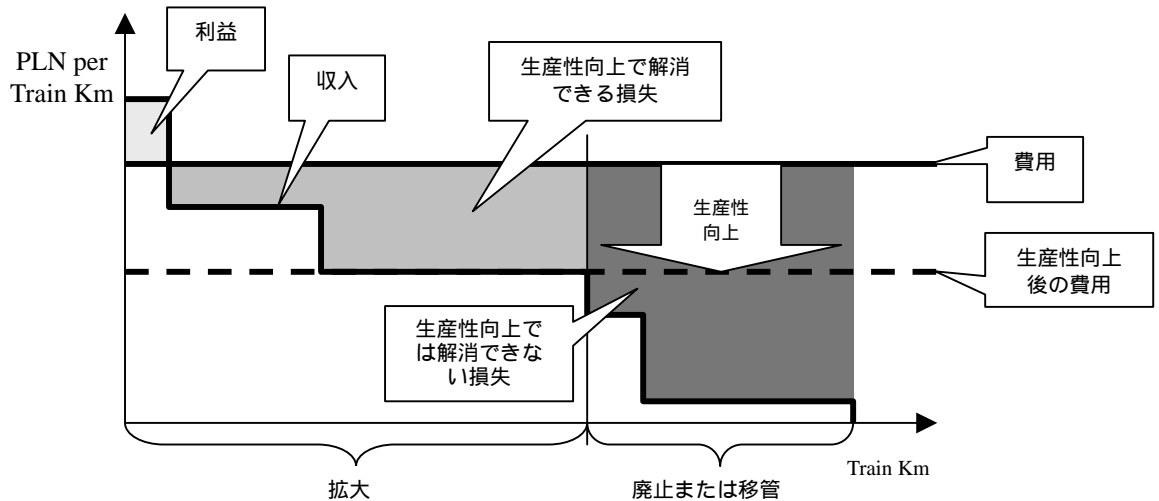 PLN per
Train Km
利益
収入
生産性向上で解消
できる損失
費用
生産性
向上
生産性向上
後の費用
生産性向上で
は解消できな
い損失
Train Km
拡大
廃止または移管